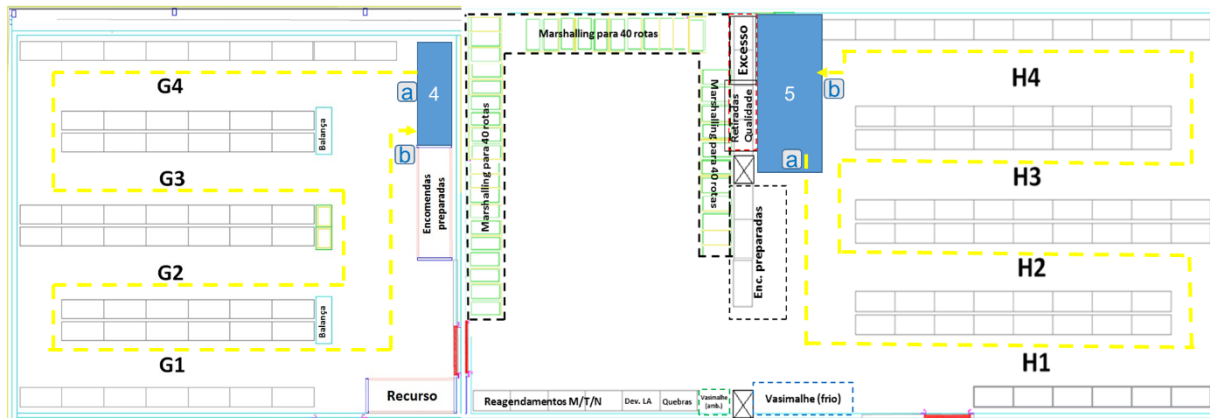 G4
G3
G2
G1
a
4
b
Balança
Balança
Encomendas
preparadas
Recurso
Marshalling para 40 rotas
Marshalling para 40 rotas
Marshalling para 40 rotas
Excesso
Retiradas
Qualidade
5
a
b
Enc. preparadas
H4
H3
H2
H1
Reagendamentos M/T/N
Dev. LA
Quebras
Vasimalhe
(amb.)
Vasimalhe (frio)